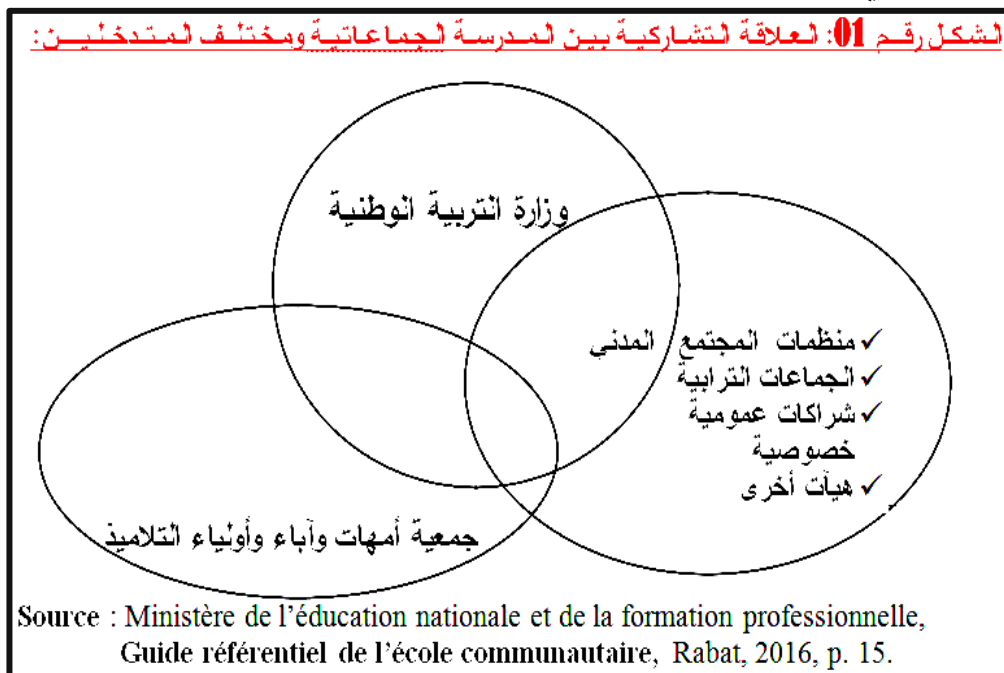 الشكل رقم 01: العلاقة التشاركية بين المدرسة الجماعاتية ومختلف المتدخلين:
وزارة التربية الوطنية
✓ منظمات المجتمع المدني
✓ الجماعات الترابية
✓ شراكات عمومية
خصوصية
✓ هيآت أخرى
جمعية أمهات وآباء وأولياء التلاميذ
Source : Ministère de l’éducation nationale et de la formation professionnelle,
Guide référentiel de l’école communautaire, Rabat, 2016, p. 15.